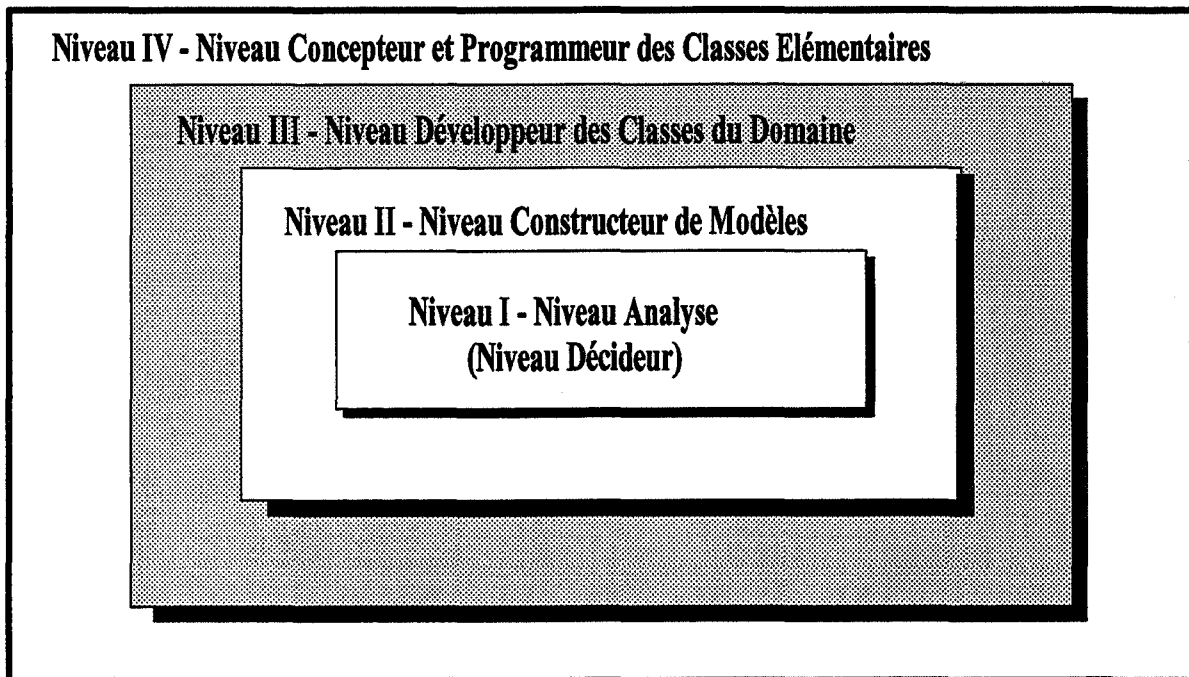 Niveau IV - Niveau Concepteur et Programmeur des Classes Elémentaires
Niveau III - Niveau Développeur des Classes du Domaine
Niveau II - Niveau Constructeur de Modèles
Niveau I - Niveau Analyse
(Niveau Décideur)